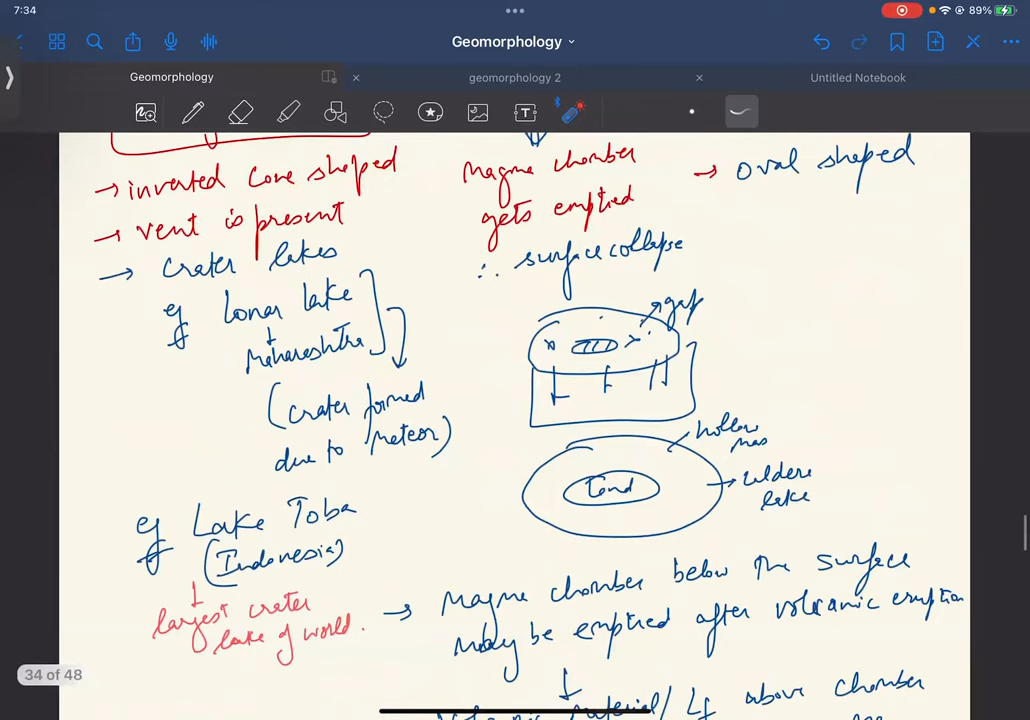 7:34
89%
Geomorphology
Geomorphology
geomorphology 2
Untitled Notebook
→ inverted cone shaped
→ vent is present
→ crater lakes
eg Lonar lake
Maharashtra
(crater formed
due to meteor)
eg Lake Toba
(Indonesia)
largest crater
lake of world.
magma chamber
gets emptied
∴ surface collapse
→ oval shaped
gap
hollow
mas
Land
caldera
lake
→ magma chamber below the surface
may be emptied after volcanic eruption
material/ above chamber
34 of 48